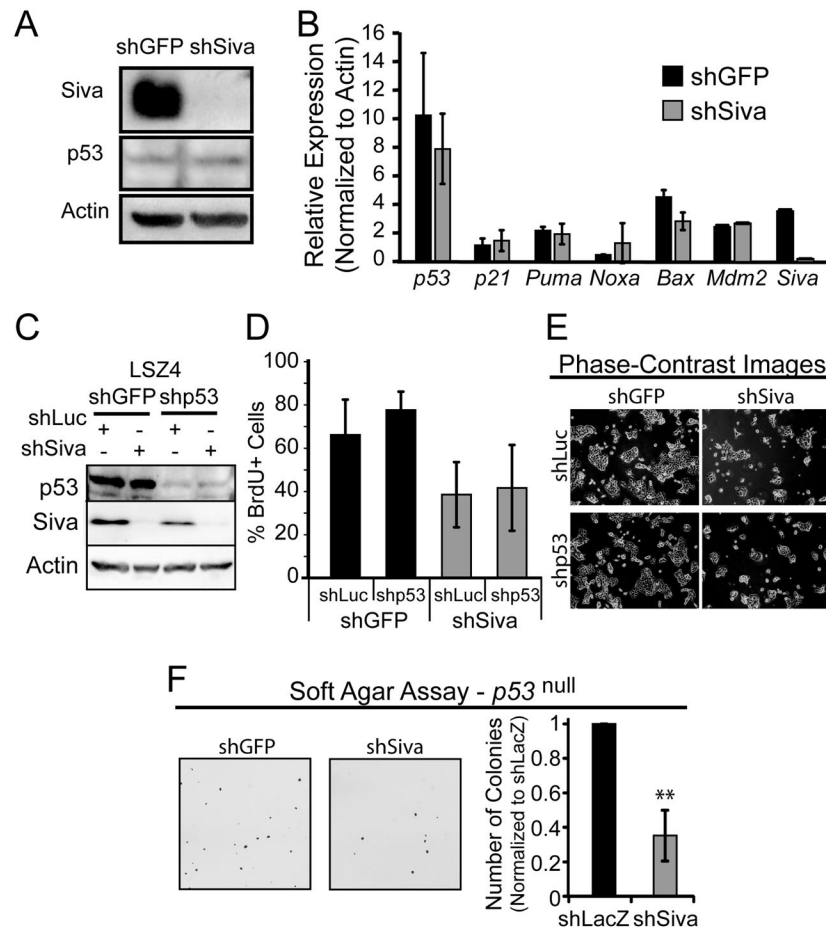 A
shGFP shSiva
Siva
p53
Actin
B
Relative Expression
(Normalized to Actin)
16
14
12
10
8
6
4
2
0
shGFP
shSiva
p53 p21 Puma Noxa Bax Mdm2 Siva
C
LSZ4
shGFP shp53
shLuc + - + -
shSiva - + - +
p53
Siva
Actin
D
% BrdU+ Cells
100
80
60
40
20
0
shLuc shp53 shLuc shp53
shGFP shSiva
E
Phase-Contrast Images
shGFP shSiva
shLuc
shp53
F
Soft Agar Assay - p53 null
shGFP shSiva
Number of Colonies
(Normalized to shLacZ)
1
0.8
0.6
0.4
0.2
0
**
shLacZ shSiva